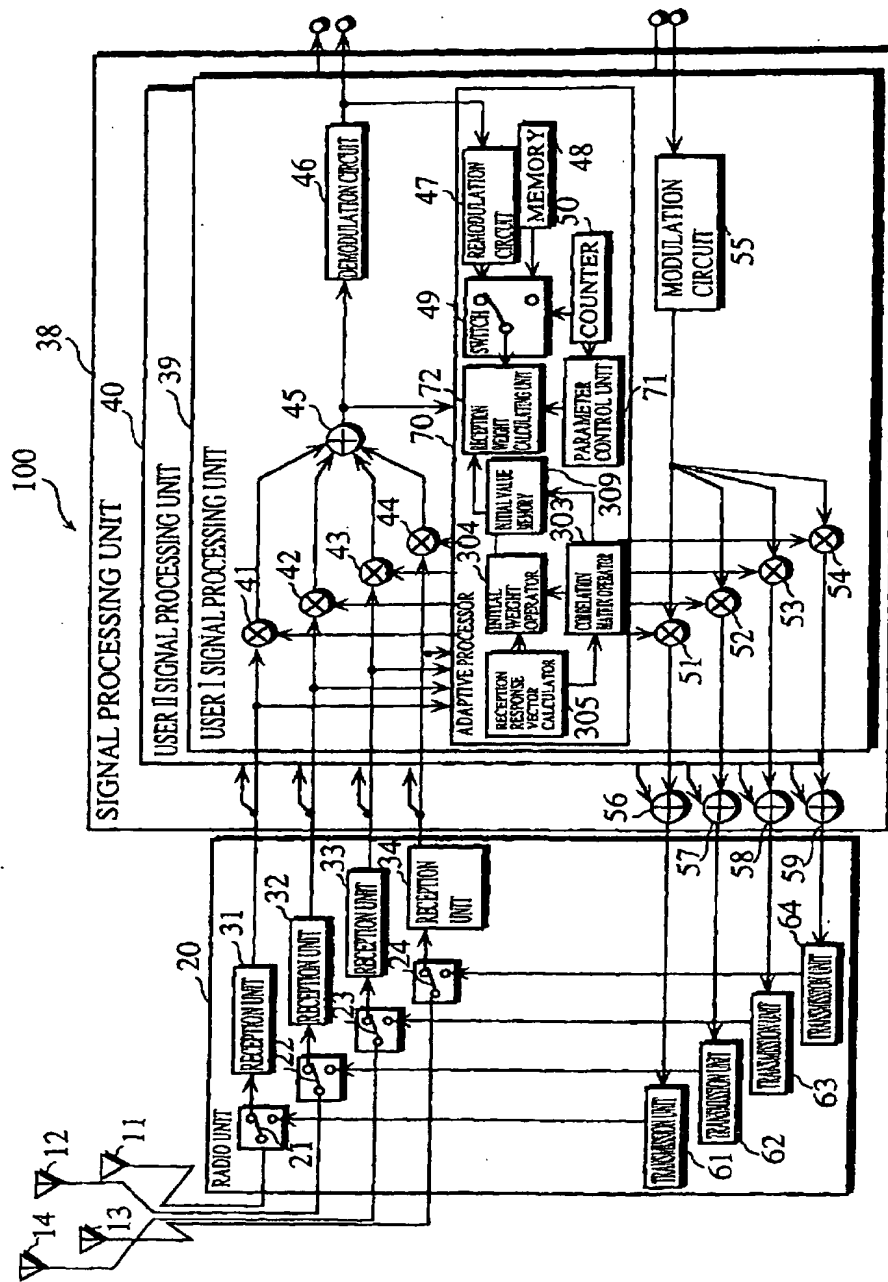 100
SIGNAL PROCESSING UNIT
38
USER II SIGNAL PROCESSING UNIT
40
USER I SIGNAL PROCESSING UNIT
39
14
12
13
11
RADIO UNIT
20
21
22
23
24
RECEPTION UNIT
31
RECEPTION UNIT
32
RECEPTION UNIT
33
RECEPTION
UNIT
34
41
42
43
44
45
DEMODULATION CIRCUIT
46
ADAPTIVE PROCESSOR
70
RECEPTION
RESPONSE
VECTOR
CALCULATOR
305
INITIAL
WEIGHT
OPERATOR
304
CORRELATION
MATRIX OPERATOR
303
INITIAL VALUE
MEMORY
309
RECEPTION
WEIGHT
CALCULATING UNIT
72
PARAMETER
CONTROL UNIT
71
SWITCH
49
REMODULATION
CIRCUIT
47
MEMORY
48
COUNTER
50
MODULATION
CIRCUIT
55
51
52
53
54
56
57
58
59
TRANSMISSION UNIT
61
TRANSMISSION UNIT
62
TRANSMISSION UNIT
63
TRANSMISSION UNIT
64